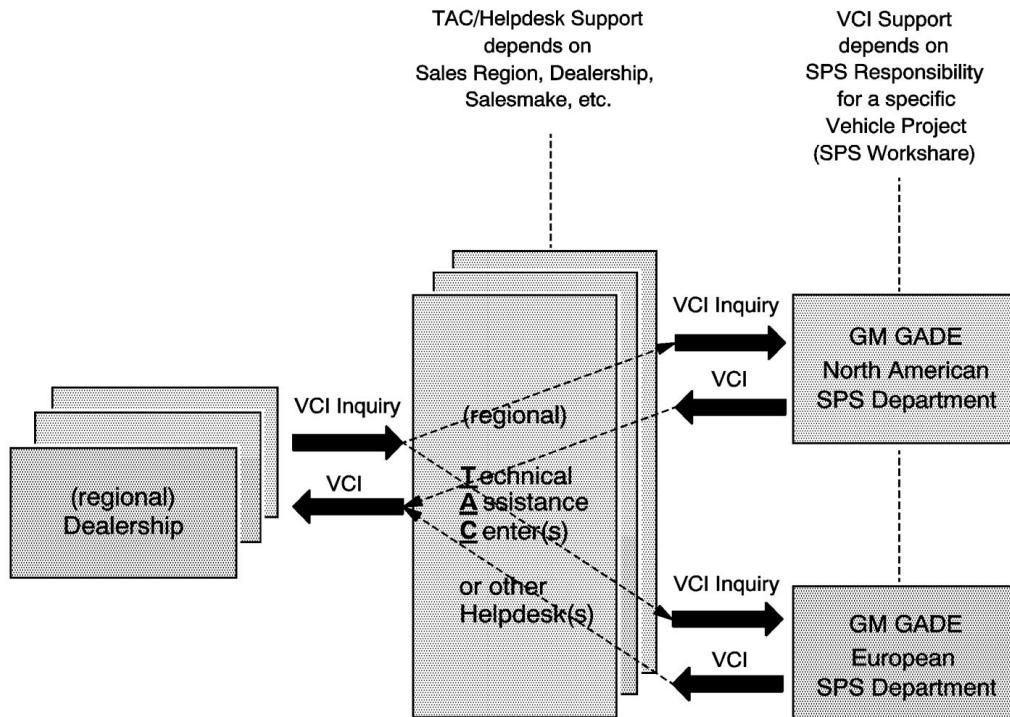 TAC/Helpdesk Support
depends on
Sales Region, Dealership,
Salesmake, etc.
VCI Support
depends on
SPS Responsibility
for a specific
Vehicle Project
(SPS Workshare)
(regional)
Dealership
VCI Inquiry
VCI
(regional)
Technical
Assistance
Center(s)
or other
Helpdesk(s)
VCI Inquiry
VCI
GM GADE
North American
SPS Department
VCI Inquiry
VCI
GM GADE
European
SPS Department